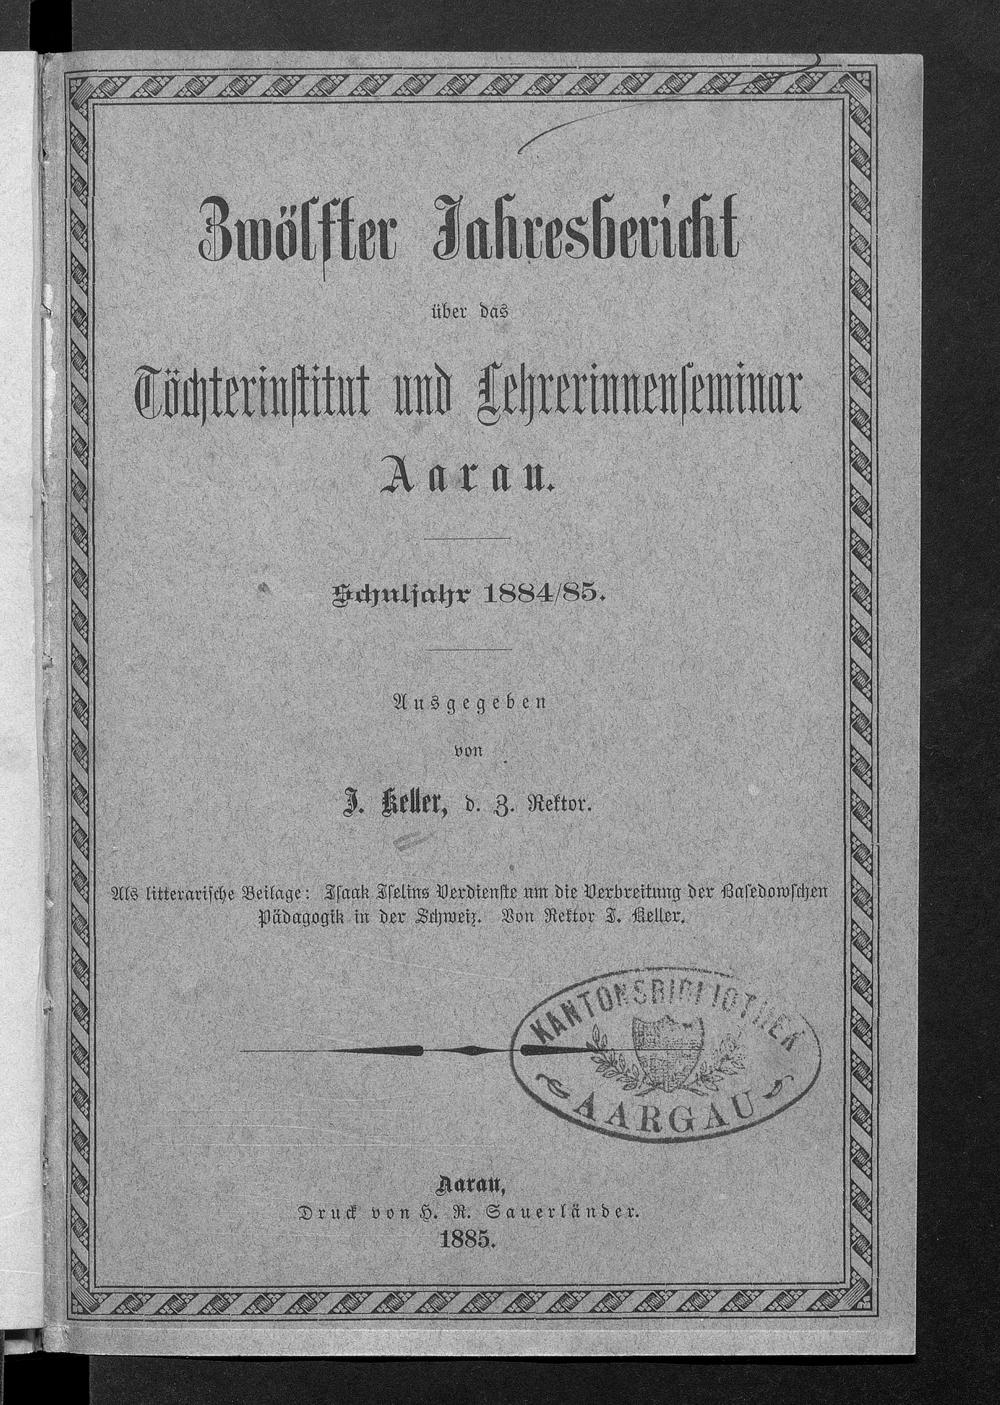 Zwölfter Jahresbericht
über das
Töchterinstitut und Lehrerinnenseminar
Aarau.
Schuljahr 1884/85.
Ausgegeben
von
J. Keller, d. Z. Rektor.
Als litterarische Beilage: Isaak Iselins Verdienste um die Verbreitung der Basedowschen
Pädagogik in der Schweiz. Von Rektor J. Keller.
KANTONSBIBLIOTHEK
AARGAU
Aarau,
Druck von H. R. Sauerländer.
1885.